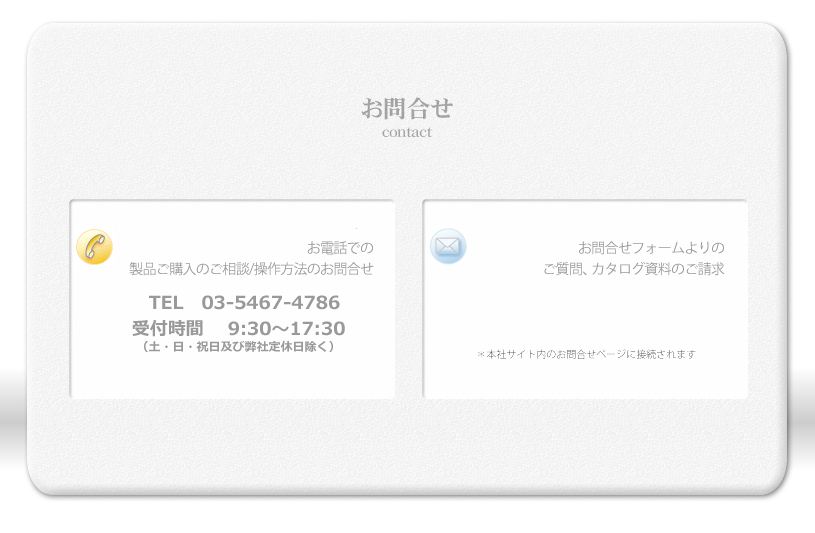 お問合せ
contact
お電話での
製品ご購入のご相談/操作方法のお問合せ
TEL　03-5467-4786
受付時間　9:30〜17:30
（土・日・祝日及び弊社定休日除く）
お問合せフォームよりの
ご質問、カタログ資料のご請求
＊本社サイト内のお問合せページに接続されます